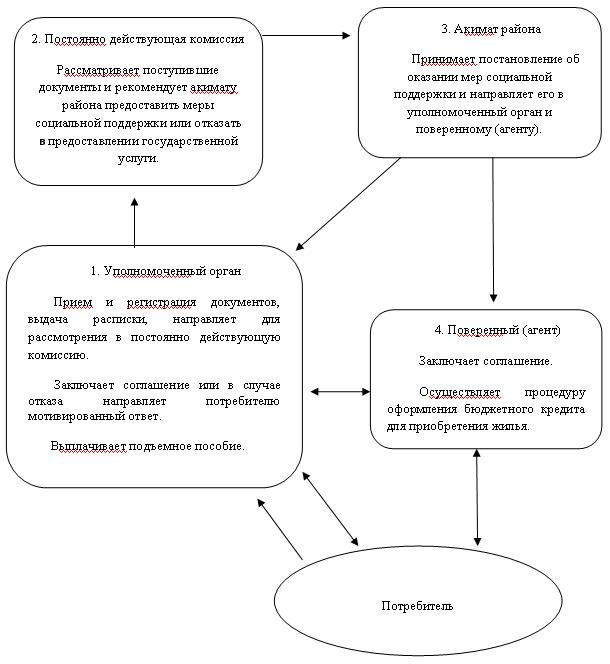 2. Постоянно действующая комиссия
Рассматривает поступившие
документы и рекомендует акимату
района предоставить меры
социальной поддержки или отказать
в предоставлении государственной
услуги.
3. Акимат района
Принимает постановление об
оказании мер социальной
поддержки и направляет его в
уполномоченный орган и
поверенному (агенту).
1. Уполномоченный орган
Прием и регистрация документов,
выдача расписки, направляет для
рассмотрения в постоянно действующую
комиссию.
Заключает соглашение или в случае
отказа направляет потребителю
мотивированный ответ.
Выплачивает подъемное пособие.
4. Поверенный (агент)
Заключает соглашение.
Осуществляет процедуру
оформления бюджетного кредита
для приобретения жилья.
Потребитель